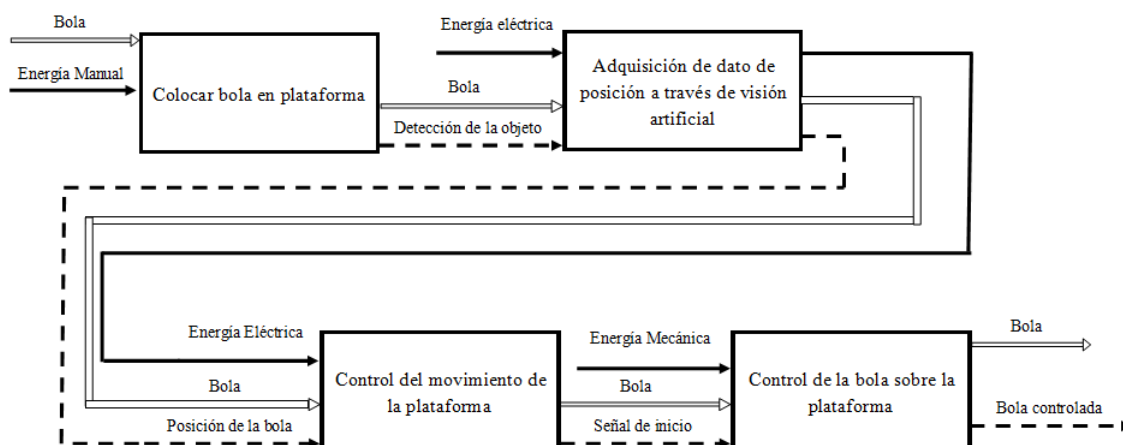 Bola
Energía Manual
Colocar bola en plataforma
Bola
Detección de la objeto
Energía eléctrica
Adquisición de dato de
posición a través de visión
artificial
Energía Eléctrica
Bola
Posición de la bola
Control del movimiento de
la plataforma
Energía Mecánica
Bola
Señal de inicio
Control de la bola sobre la
plataforma
Bola
Bola controlada